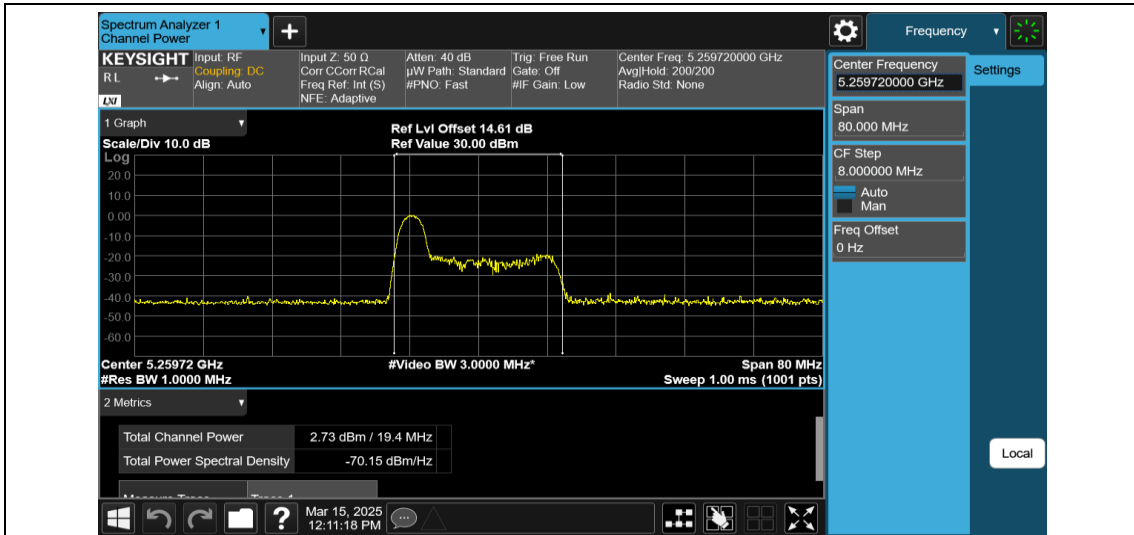 Spectrum Analyzer 1
Channel Power
+
Frequency
KEYSIGHT
R L
LXI
Input: RF
Coupling: DC
Align: Auto
Input Z: 50 Ω
Corr CCorr RCal
Freq Ref: Int (S)
NFE: Adaptive
Atten: 40 dB
µW Path: Standard
#PNO: Fast
Trig: Free Run
Gate: Off
#IF Gain: Low
Center Freq: 5.259720000 GHz
Avg|Hold: 200/200
Radio Std: None
Center Frequency
5.259720000 GHz
Settings
Span
80.000 MHz
CF Step
8.000000 MHz
Auto
Man
Freq Offset
0 Hz
Local
1 Graph
Scale/Div 10.0 dB
Ref Lvl Offset 14.61 dB
Ref Value 30.00 dBm
Log
20.0
10.0
0.00
-10.0
-20.0
-30.0
-40.0
-50.0
-60.0
Center 5.25972 GHz
#Video BW 3.0000 MHz*
Span 80 MHz
#Res BW 1.0000 MHz
Sweep 1.00 ms (1001 pts)
2 Metrics
Total Channel Power 2.73 dBm / 19.4 MHz
Total Power Spectral Density -70.15 dBm/Hz
Measure Trace Trace 1
?
Mar 15, 2025
12:11:18 PM